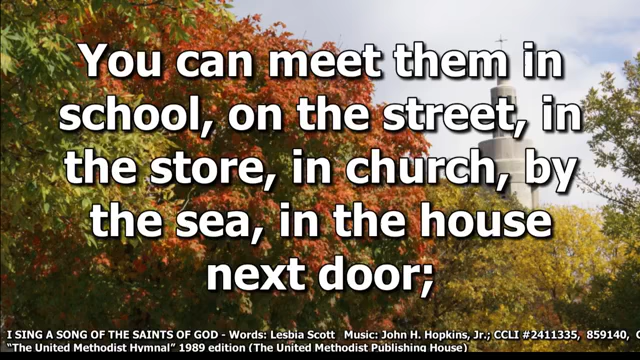 You can meet them in
school, on the street, in
the store, in church, by
the sea, in the house
next door;
I SING A SONG OF THE SAINTS OF GOD - Words: Lesbia Scott Music: John H. Hopkins, Jr.; CCLI #2411335, 859140,
"The United Methodist Hymnal" 1989 edition (The United Methodist Publishing House)